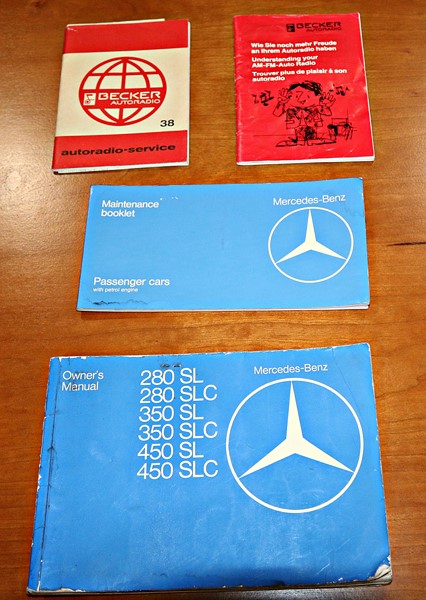 BECKER
AUTORADIO
38
autoradio-service
BECKER
AUTORADIO
Wie Sie noch mehr Freude
an Ihrem Autoradio haben
Understanding your
AM-FM-Auto Radio
Trouver plus de plaisir à son
autoradio
Maintenance
booklet
Mercedes-Benz
Passenger cars
with petrol engine
Owner's
Manual
280 SL
280 SLC
350 SL
350 SLC
450 SL
450 SLC
Mercedes-Benz